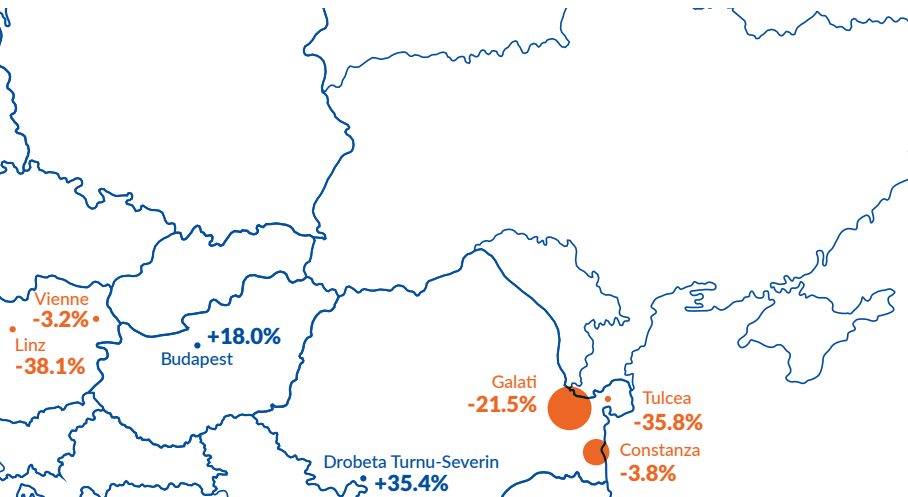 Vienne
-3.2%
Linz
-38.1%
+18.0%
Budapest
Galati
-21.5%
Tulcea
-35.8%
Constanza
-3.8%
Drobeta Turnu-Severin
+35.4%